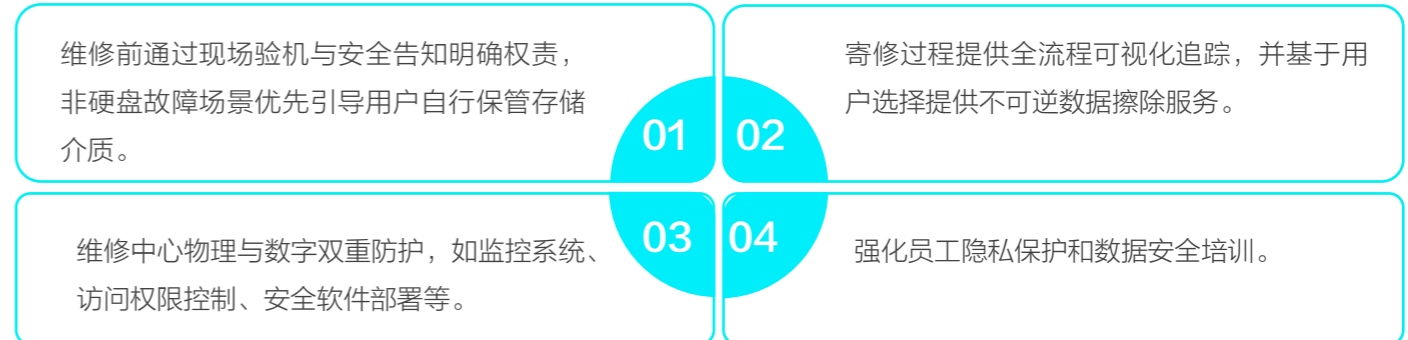 维修前通过现场验机与安全告知明确权责，
非硬盘故障场景优先引导用户自行保管存储
介质。
01
02
寄修过程提供全流程可视化追踪，并基于用
户选择提供不可逆数据擦除服务。
维修中心物理与数字双重防护，如监控系统、
访问权限控制、安全软件部署等。
03
04
强化员工隐私保护和数据安全培训。